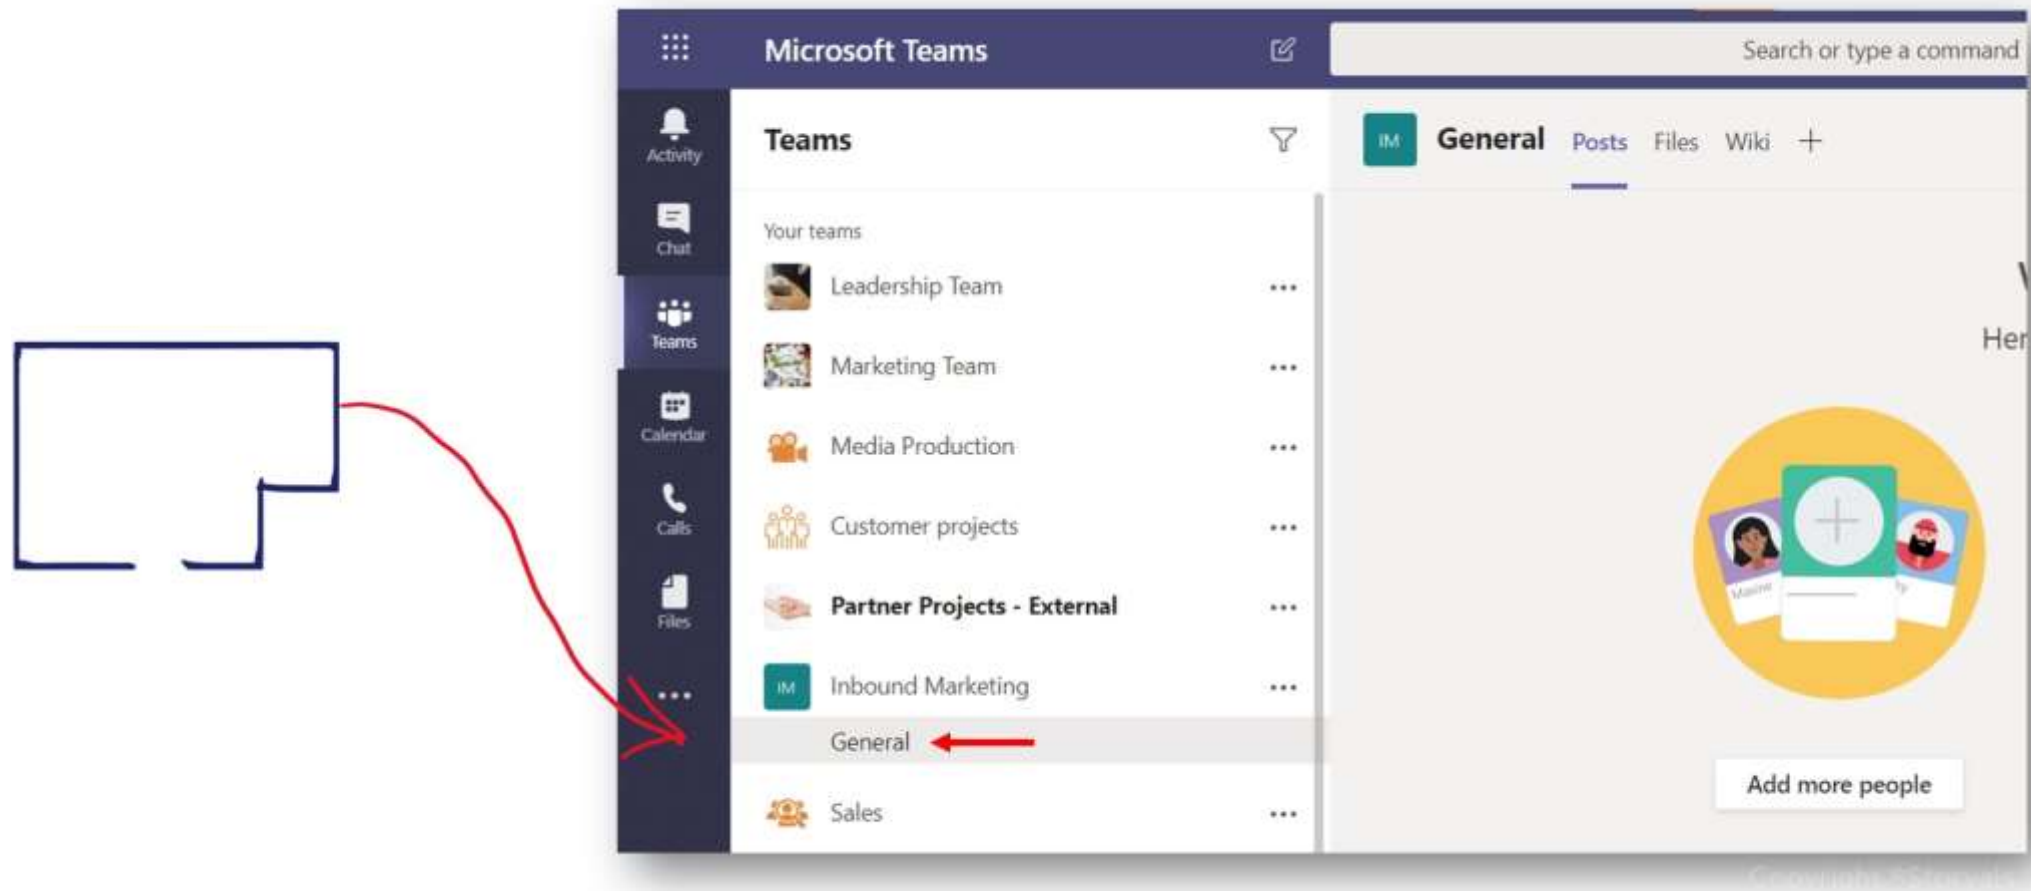 Microsoft Teams
Search or type a command
Activity
Chat
Teams
Calendar
Calls
Files
Teams
Your teams
Leadership Team
Marketing Team
Media Production
Customer projects
Partner Projects - External
IM Inbound Marketing
General
Sales
IM General Posts Files Wiki
Her
Maxine
Add more people